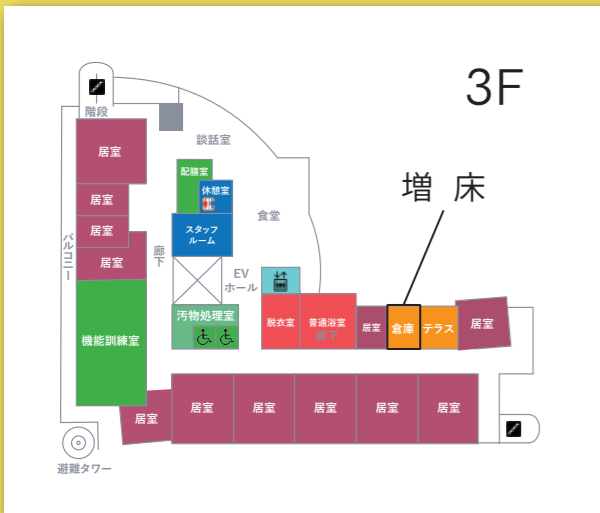 3F
階段
談話室
居室
配膳室
休憩室
増 床
居室
居室
スタッフ
ルーム
食堂
バルコニー
廊下
居室
EV
ホール
機能訓練室
汚物処理室
脱衣室
普通浴室
廊下
居室
倉庫
テラス
居室
居室
居室
居室
居室
居室
居室
避難タワー